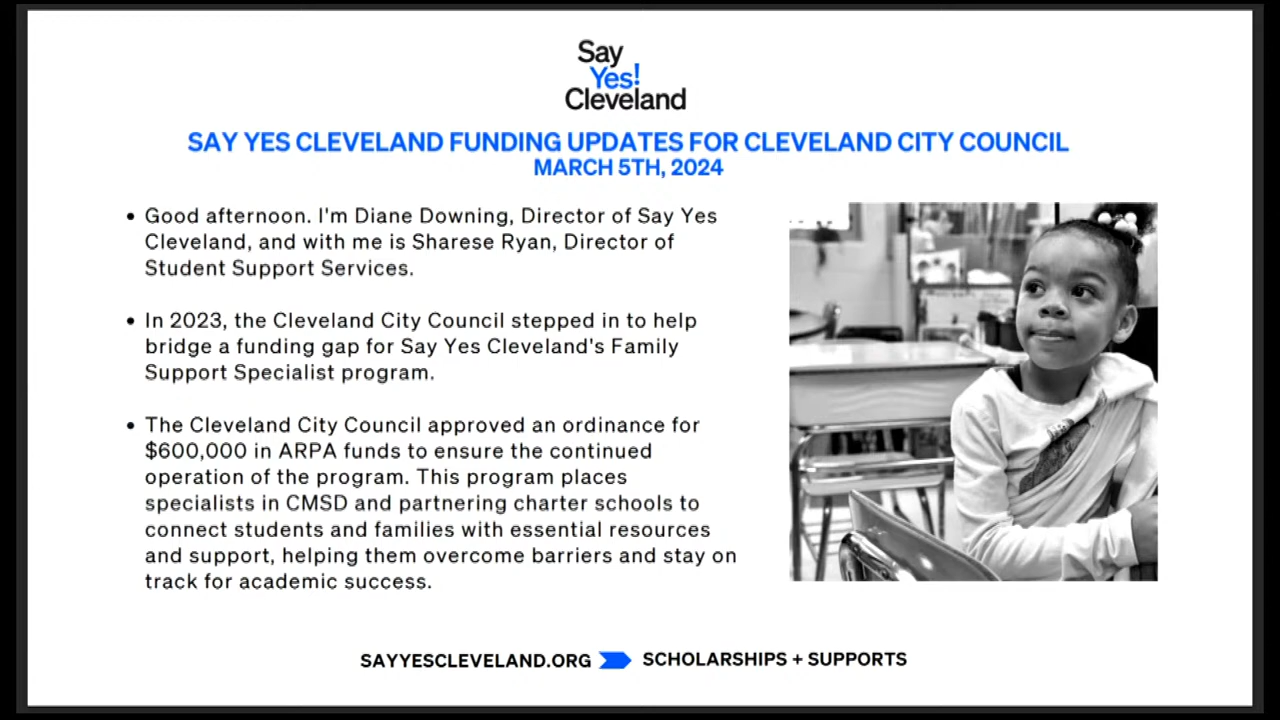 Say
Yes!
Cleveland
SAY YES CLEVELAND FUNDING UPDATES FOR CLEVELAND CITY COUNCIL
MARCH 5TH, 2024
• Good afternoon. I'm Diane Downing, Director of Say Yes
Cleveland, and with me is Sharese Ryan, Director of
Student Support Services.
• In 2023, the Cleveland City Council stepped in to help
bridge a funding gap for Say Yes Cleveland's Family
Support Specialist program.
• The Cleveland City Council approved an ordinance for
$600,000 in ARPA funds to ensure the continued
operation of the program. This program places
specialists in CMSD and partnering charter schools to
connect students and families with essential resources
and support, helping them overcome barriers and stay on
track for academic success.
SAYYESCLEVELAND.ORG SCHOLARSHIPS + SUPPORTS